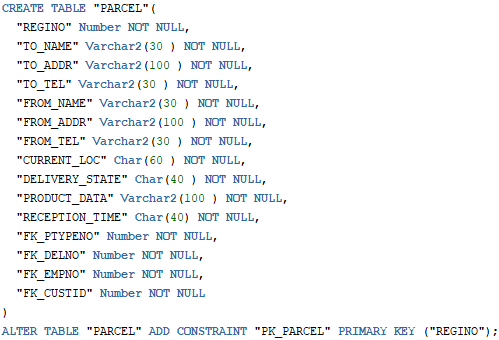 CREATE TABLE "PARCEL"(
"REGINO" Number NOT NULL,
"TO_NAME" Varchar2(30 ) NOT NULL,
"TO_ADDR" Varchar2(100 ) NOT NULL,
"TO_TEL" Varchar2(30 ) NOT NULL,
"FROM_NAME" Varchar2(30 ) NOT NULL,
"FROM_ADDR" Varchar2(100 ) NOT NULL,
"FROM_TEL" Varchar2(30 ) NOT NULL,
"CURRENT_LOC" Char(60 ) NOT NULL,
"DELIVERY_STATE" Char(40 ) NOT NULL,
"PRODUCT_DATA" Varchar2(100 ) NOT NULL,
"RECEPTION_TIME" Char(40) NOT NULL,
"FK_PTYPENO" Number NOT NULL,
"FK_DELNO" Number NOT NULL,
"FK_EMPNO" Number NOT NULL,
"FK_CUSTID" Number NOT NULL
)
ALTER TABLE "PARCEL" ADD CONSTRAINT "PK_PARCEL" PRIMARY KEY ("REGINO");